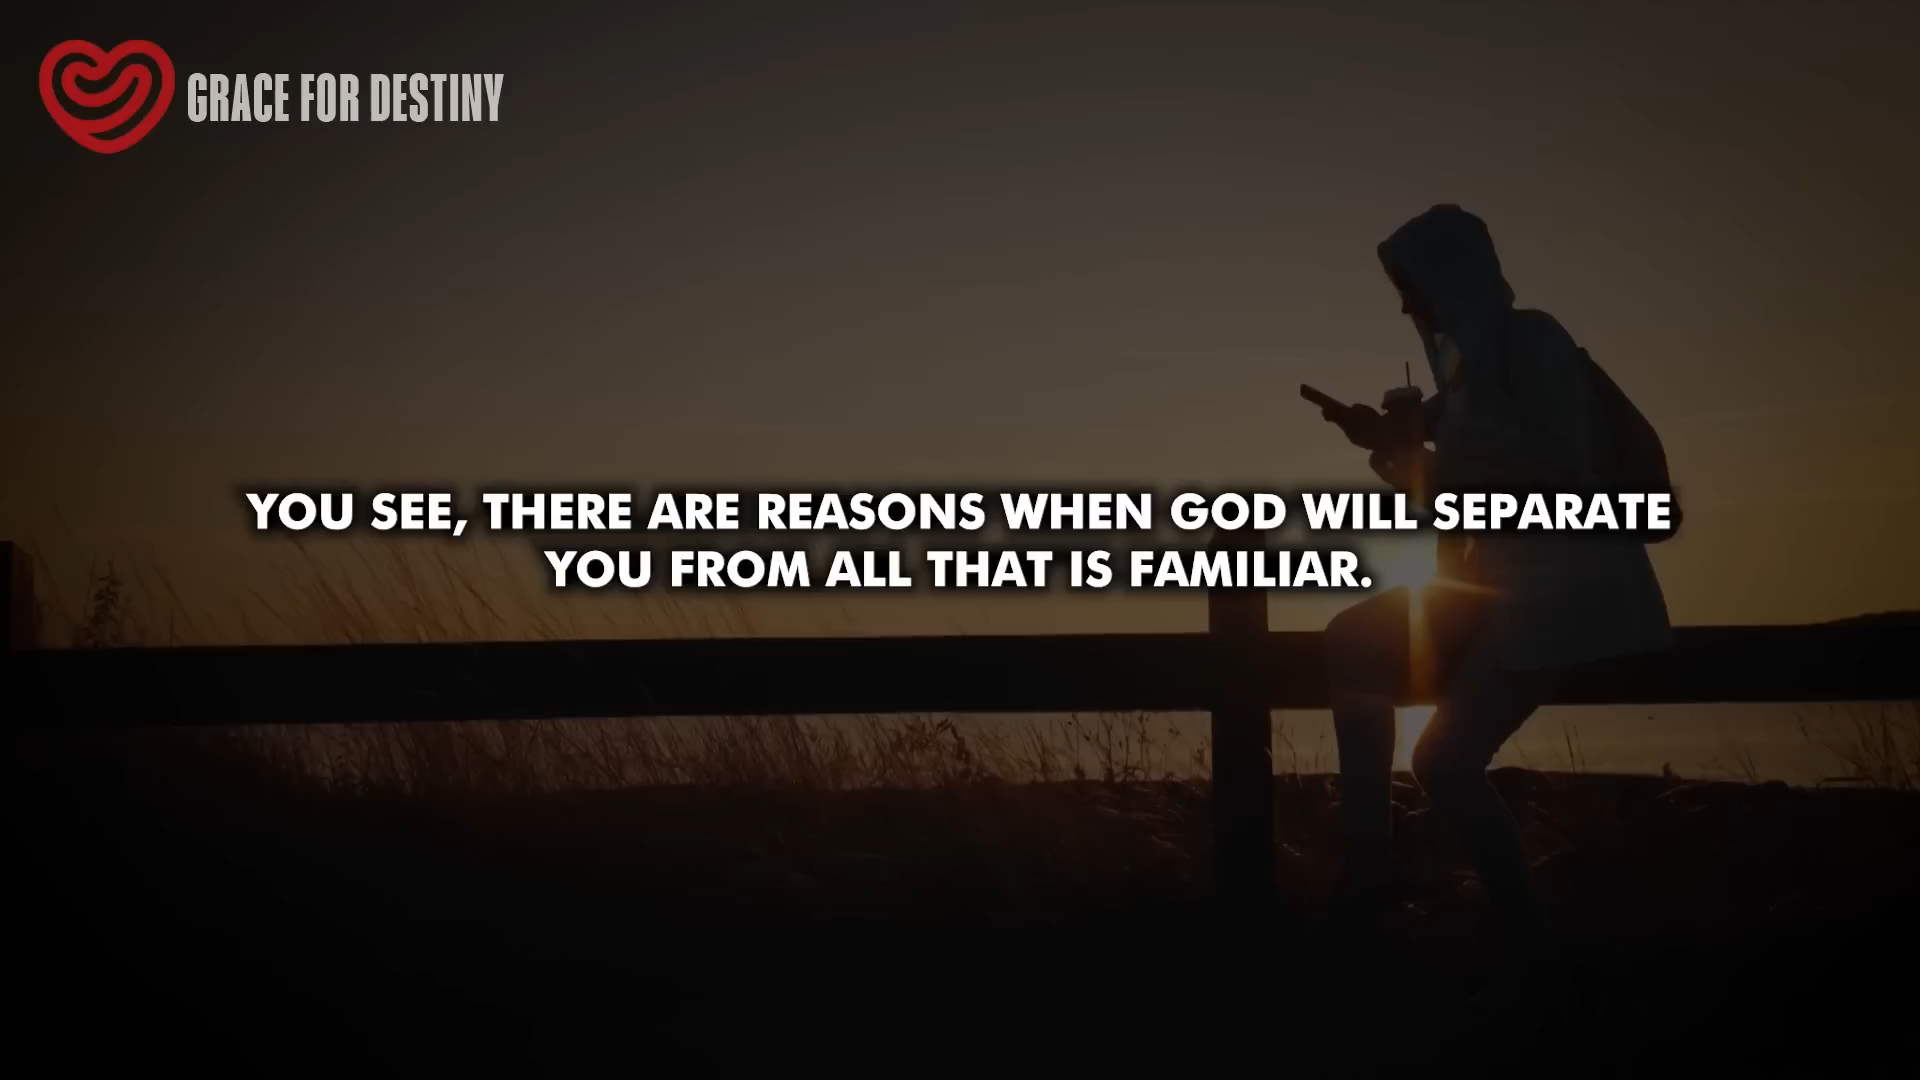 GRACE FOR DESTINY
YOU SEE, THERE ARE REASONS WHEN GOD WILL SEPARATE
YOU FROM ALL THAT IS FAMILIAR.